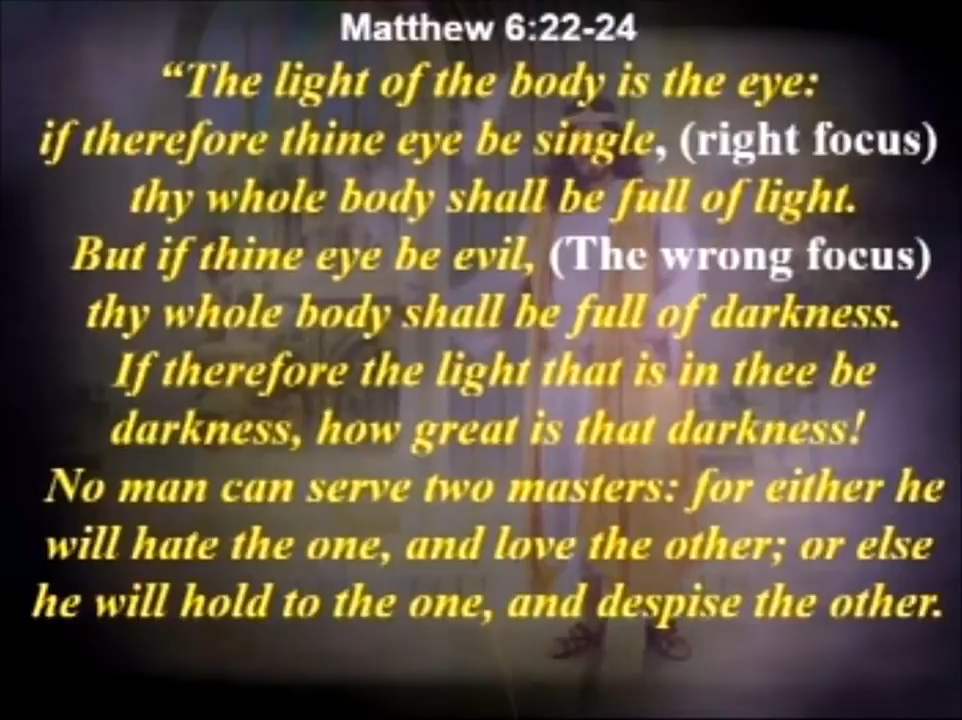 Matthew 6:22-24
“The light of the body is the eye:
if therefore thine eye be single, (right focus)
thy whole body shall be full of light.
But if thine eye be evil, (The wrong focus)
thy whole body shall be full of darkness.
If therefore the light that is in thee be
darkness, how great is that darkness!
No man can serve two masters: for either he
will hate the one, and love the other; or else
he will hold to the one, and despise the other.